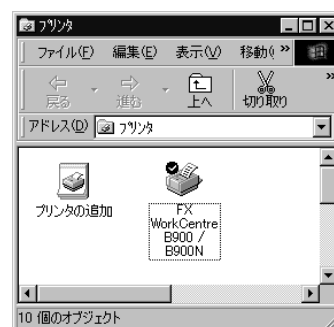 プリンタ
ファイル(F) 編集(E) 表示(V) 移動( »
戻る 進む 上へ 切り取り »
アドレス(D) プリンタ
プリンタの追加
FX
WorkCentre
B900 /
B900N
10 個のオブジェクト